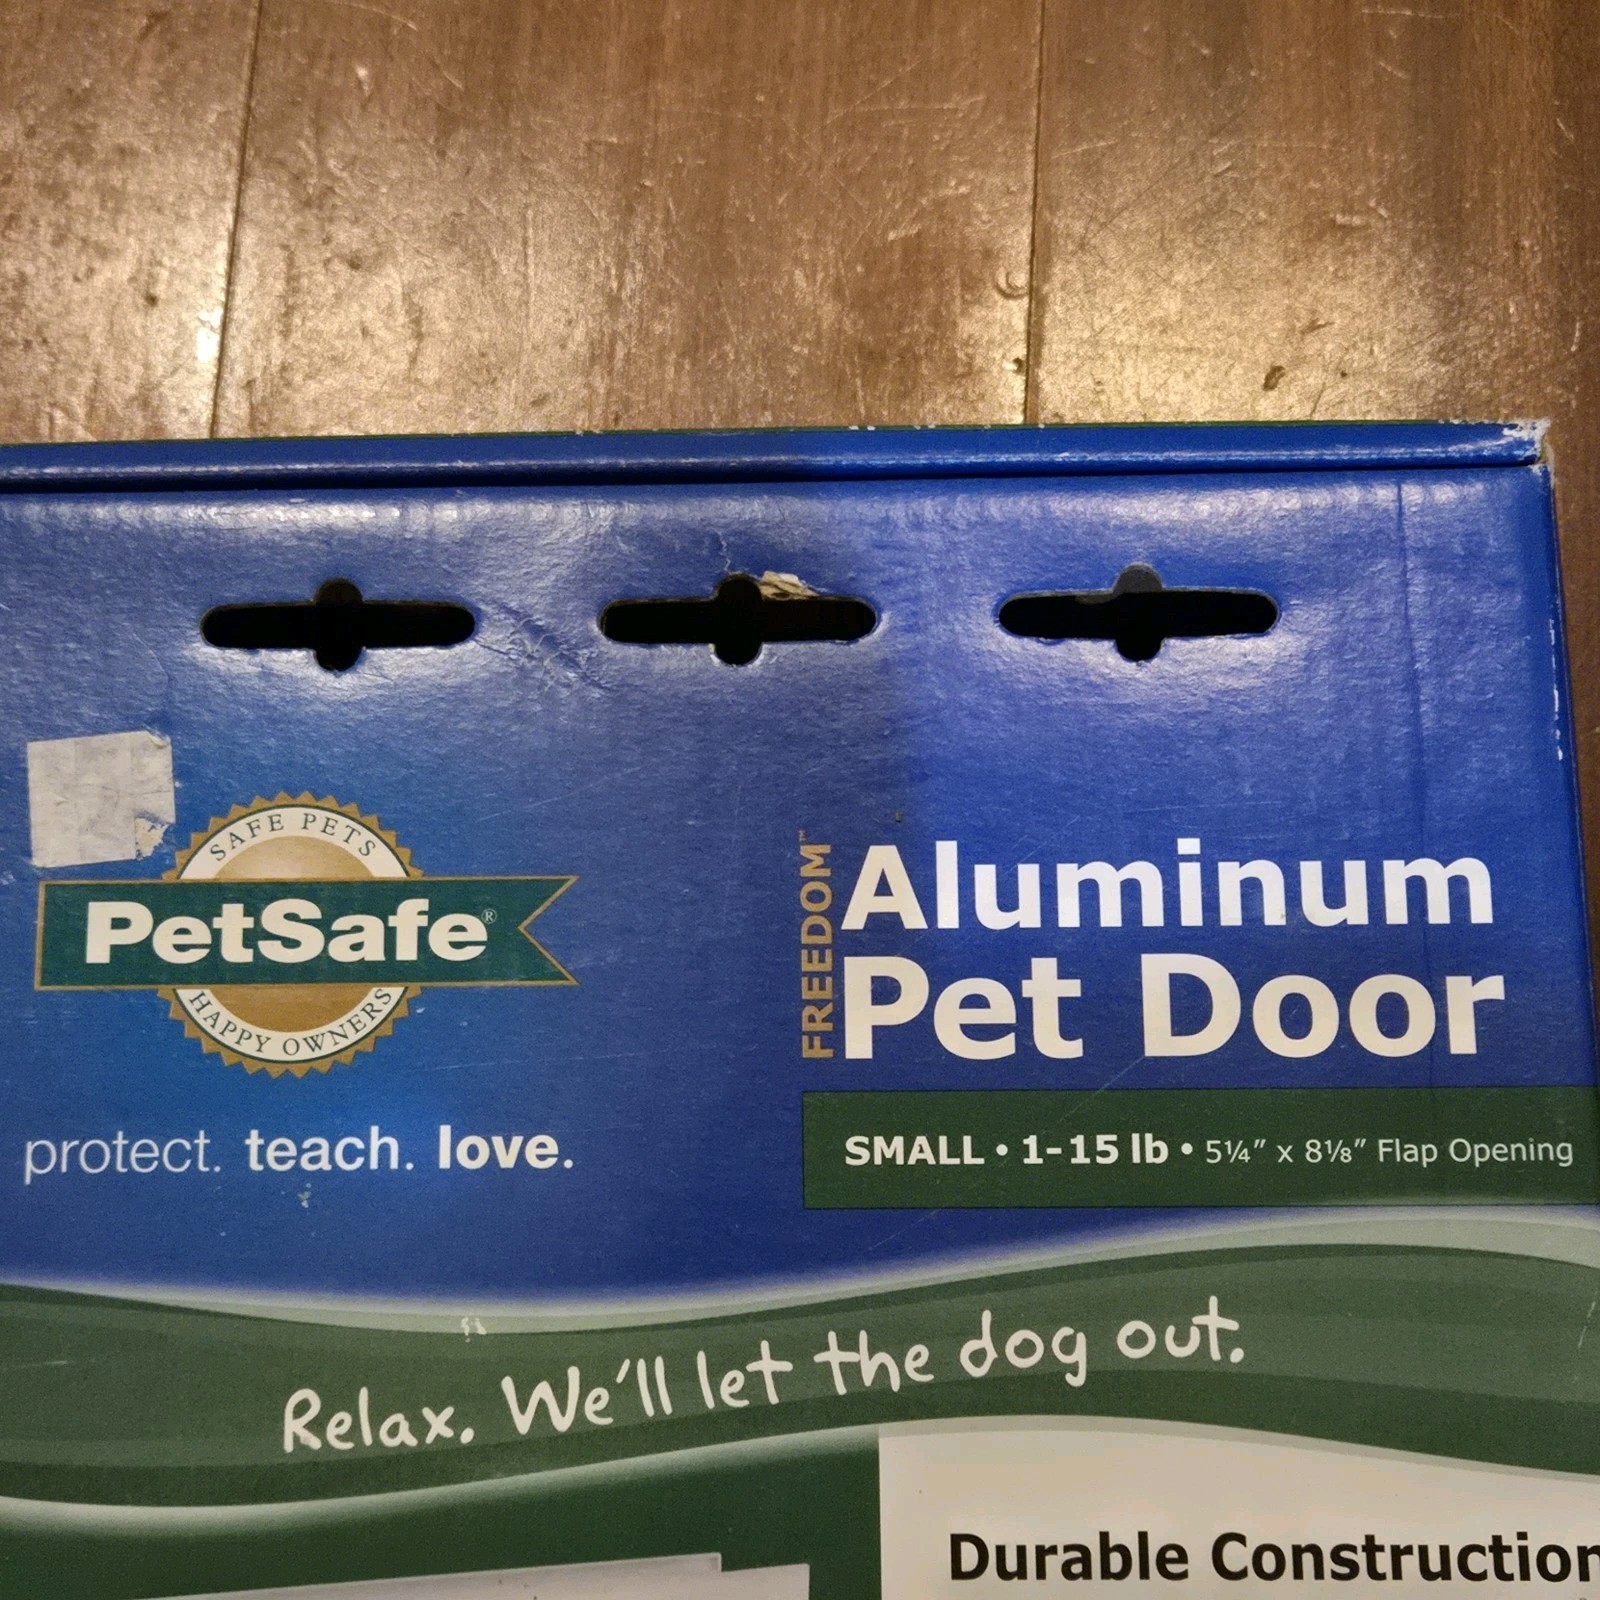 SAFE PETS
PetSafe®
HAPPY OWNERS
protect. teach. love.
FREEDOM™
Aluminum
Pet Door
SMALL • 1-15 lb • 5¼" x 8⅛" Flap Opening
Relax. We'll let the dog out.
Durable Construction